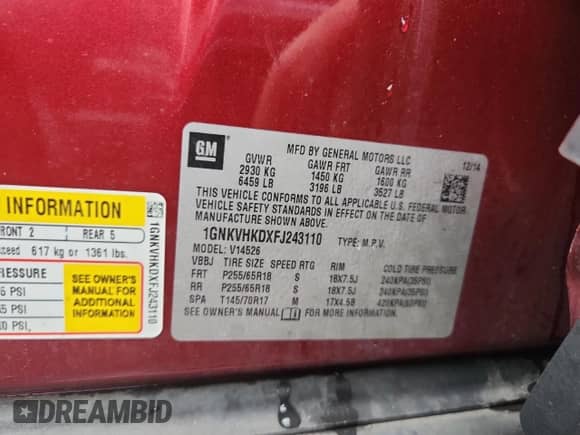 GM
MFD BY GENERAL MOTORS LLC
12/14
GVWR GAWR FRT GAWR RR
2930 KG 1450 KG 1600 KG
6459 LB 3196 LB 3527 LB
THIS VEHICLE CONFORMS TO ALL APPLICABLE U.S. FEDERAL MOTOR
VEHICLE SAFETY STANDARDS IN EFFECT ON THE DATE OF
MANUFACTURE SHOWN ABOVE.
1GNKVHKDXFJ243110 TYPE: M.P.V.
MODEL: V14526
VBBJ TIRE SIZE SPEED RTG RIM COLD TIRE PRESSURE
FRT P255/65R18 S 18X7.5J 240KPA(35PSI)
RR P255/65R18 S 18X7.5J 240KPA(35PSI)
SPA T145/70R17 M 17X4.5B 420KPA(60PSI)
SEE OWNER'S MANUAL FOR MORE INFORMATION
INFORMATION
FRONT 2 REAR 5
exceed 617 kg or 1361 lbs.
PRESSURE
5 PSI
5 PSI
0 PSI,
SEE OWNER'S
MANUAL FOR
ADDITIONAL
INFORMATION
1GNKVHKDXFJ243110
DREAMBID